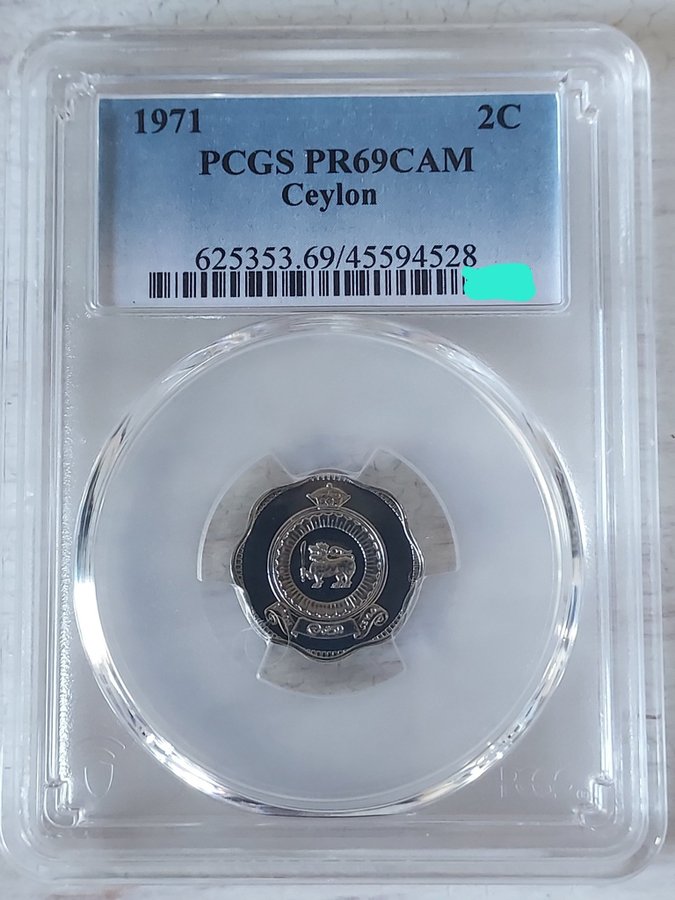 1971 2C
PCGS PR69CAM
Ceylon
625353.69/45594528